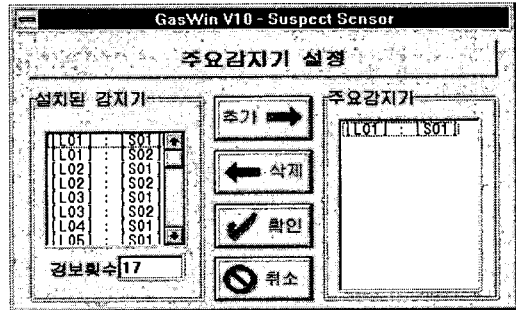 GasWin V10 - Suspect Sensor
주요감지기 설정
설치된 감지기
[L01] : [S01]
[L01] : [S02]
[L02] : [S01]
[L02] : [S02]
[L03] : [S01]
[L03] : [S02]
[L04] : [S01]
[L05] : [S01]
경보횟수 17
추가
삭제
확인
취소
주요감지기
[L01] : [S01]